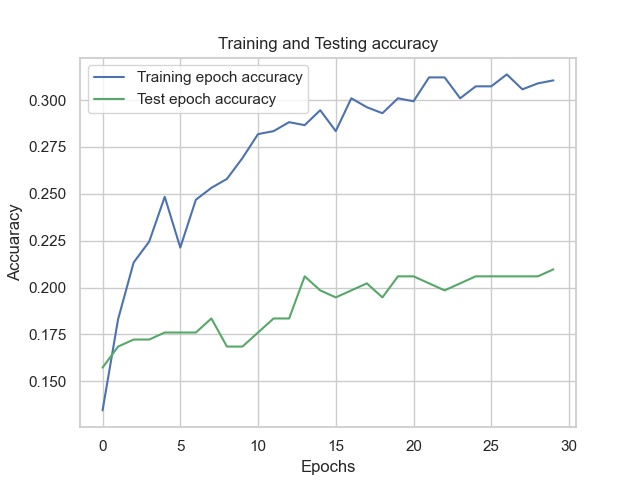 Training and Testing accuracy
Training epoch accuracy
Test epoch accuracy
0.300
0.275
0.250
0.225
0.200
0.175
0.150
Accuaracy
0 5 10 15 20 25 30
Epochs